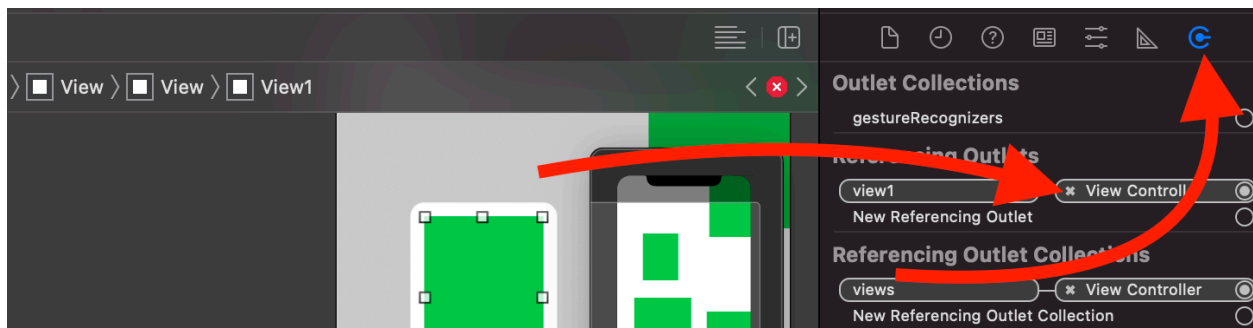 View View View1
Outlet Collections
gestureRecognizers
Referencing Outlets
view1 View Controll
New Referencing Outlet
Referencing Outlet Collections
views View Controller
New Referencing Outlet Collection